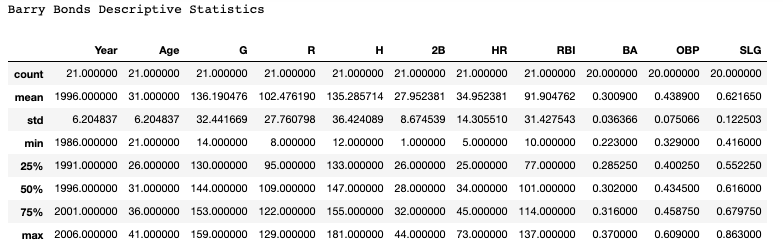 Barry Bonds Descriptive Statistics
Year Age G R H 2B HR RBI BA OBP SLG
count 21.000000 21.000000 21.000000 21.000000 21.000000 21.000000 21.000000 21.000000 20.000000 20.000000 20.000000
mean 1996.000000 31.000000 136.190476 102.476190 135.285714 27.952381 34.952381 91.904762 0.300900 0.438900 0.621650
std 6.204837 6.204837 32.441669 27.760798 36.424089 8.674539 14.305510 31.427543 0.036366 0.075066 0.122503
min 1986.000000 21.000000 14.000000 8.000000 12.000000 1.000000 5.000000 10.000000 0.223000 0.329000 0.416000
25% 1991.000000 26.000000 130.000000 95.000000 133.000000 26.000000 25.000000 77.000000 0.285250 0.400250 0.552250
50% 1996.000000 31.000000 144.000000 109.000000 147.000000 28.000000 34.000000 101.000000 0.302000 0.434500 0.616000
75% 2001.000000 36.000000 153.000000 122.000000 155.000000 32.000000 45.000000 114.000000 0.316000 0.458750 0.679750
max 2006.000000 41.000000 159.000000 129.000000 181.000000 44.000000 73.000000 137.000000 0.370000 0.609000 0.863000